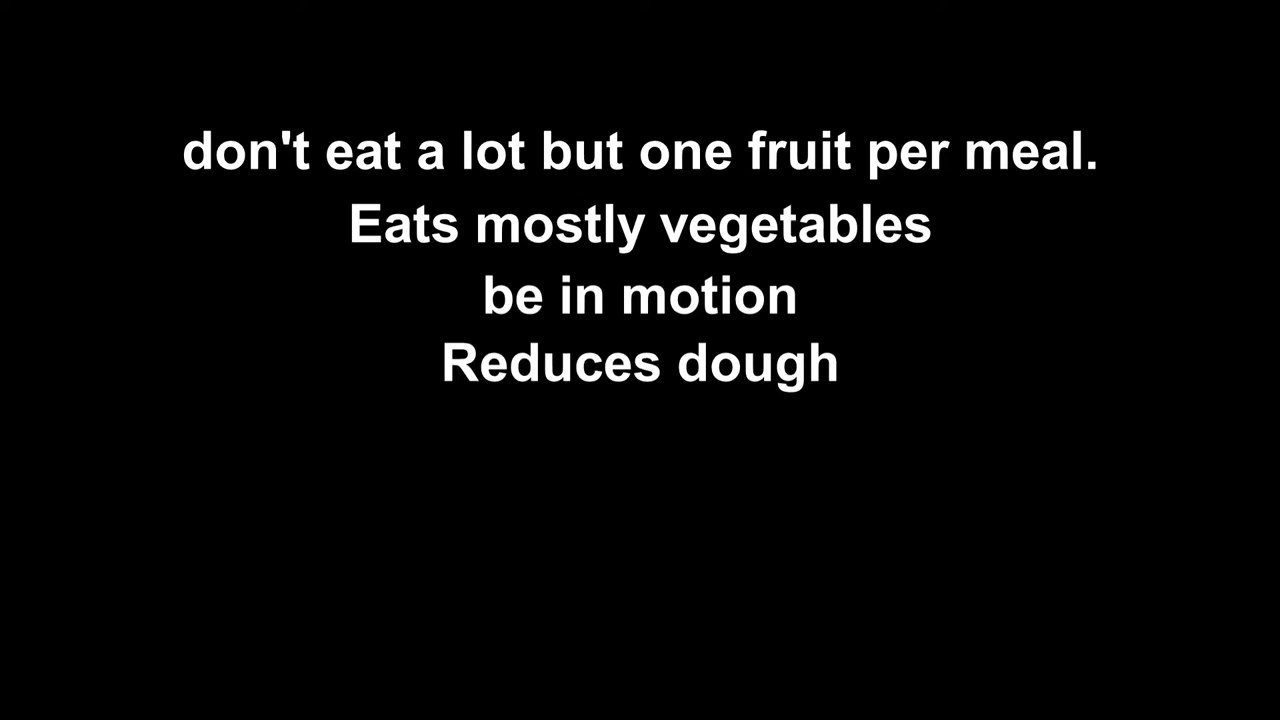 don't eat a lot but one fruit per meal.
Eats mostly vegetables
be in motion
Reduces dough